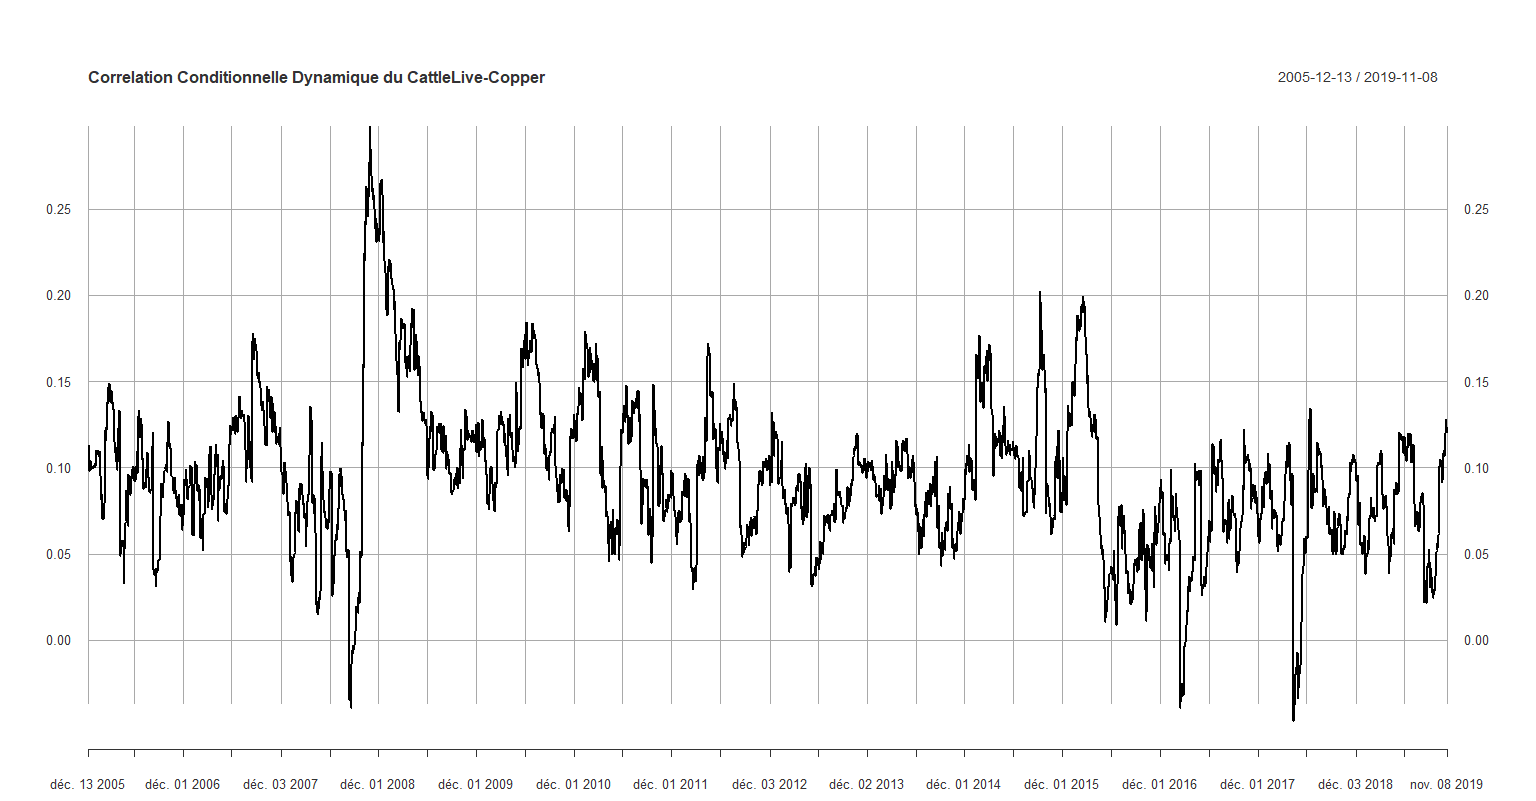 Correlation Conditionnelle Dynamique du CattleLive-Copper
2005-12-13 / 2019-11-08
0.25 0.25
0.20 0.20
0.15 0.15
0.10 0.10
0.05 0.05
0.00 0.00
déc. 13 2005 déc. 01 2006 déc. 03 2007 déc. 01 2008 déc. 01 2009 déc. 01 2010 déc. 01 2011 déc. 03 2012 déc. 02 2013 déc. 01 2014 déc. 01 2015 déc. 01 2016 déc. 01 2017 déc. 03 2018 nov. 08 2019